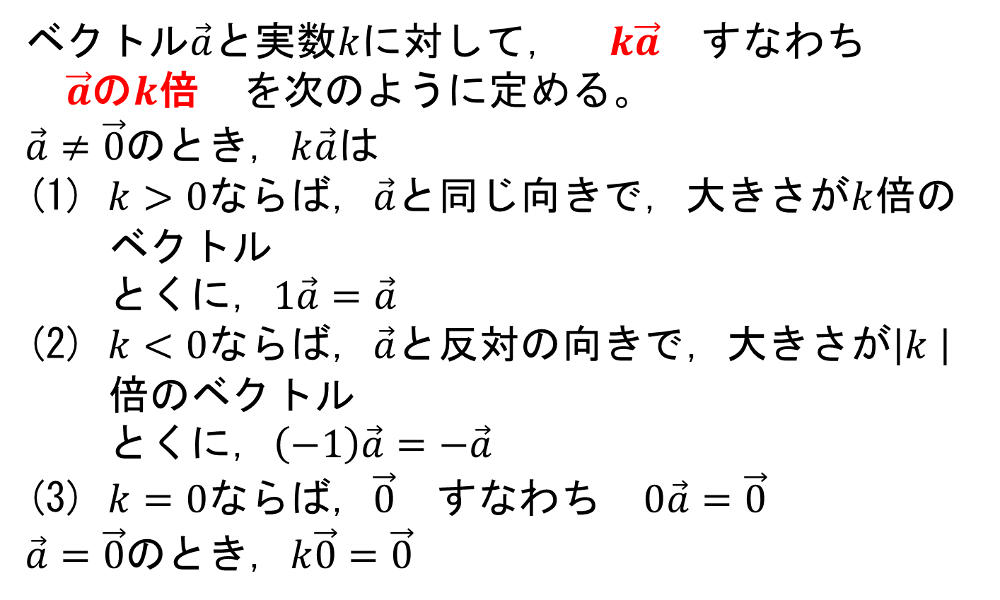 ベクトル$\vec{a}$と実数$k$に対して,　$k\vec{a}$　すなわち
$\vec{a}$の$k$倍　を次のように定める。
$\vec{a} ≠ \vec{0}$のとき, $k\vec{a}$は
(1) $k > 0$ならば, $\vec{a}$と同じ向きで, 大きさが$k$倍の
ベクトル
とくに, $1\vec{a} = \vec{a}$
(2) $k < 0$ならば, $\vec{a}$と反対の向きで, 大きさが$|k|$
倍のベクトル
とくに, $(-1)\vec{a} = -\vec{a}$
(3) $k = 0$ならば, $\vec{0}$　すなわち　$0\vec{a} = \vec{0}$
$\vec{a} = \vec{0}$のとき, $k\vec{0} = \vec{0}$